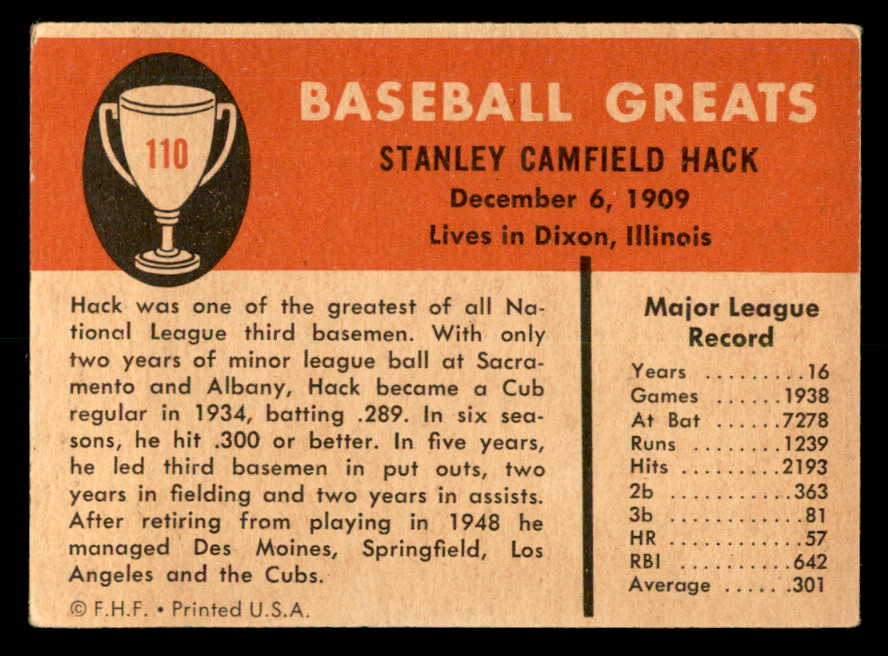 110
BASEBALL GREATS
STANLEY CAMFIELD HACK
December 6, 1909
Lives in Dixon, Illinois
Hack was one of the greatest of all Na-
tional League third basemen. With only
two years of minor league ball at Sacra-
mento and Albany, Hack became a Cub
regular in 1934, batting .289. In six sea-
sons, he hit .300 or better. In five years,
he led third basemen in put outs, two
years in fielding and two years in assists.
After retiring from playing in 1948 he
managed Des Moines, Springfield, Los
Angeles and the Cubs.
© F.H.F. • Printed U.S.A.
Major League
Record
Years .........16
Games .......1938
At Bat .......7278
Runs ........1239
Hits ........2193
2b ..........363
3b ...........81
HR ...........57
RBI ..........642
Average ......301